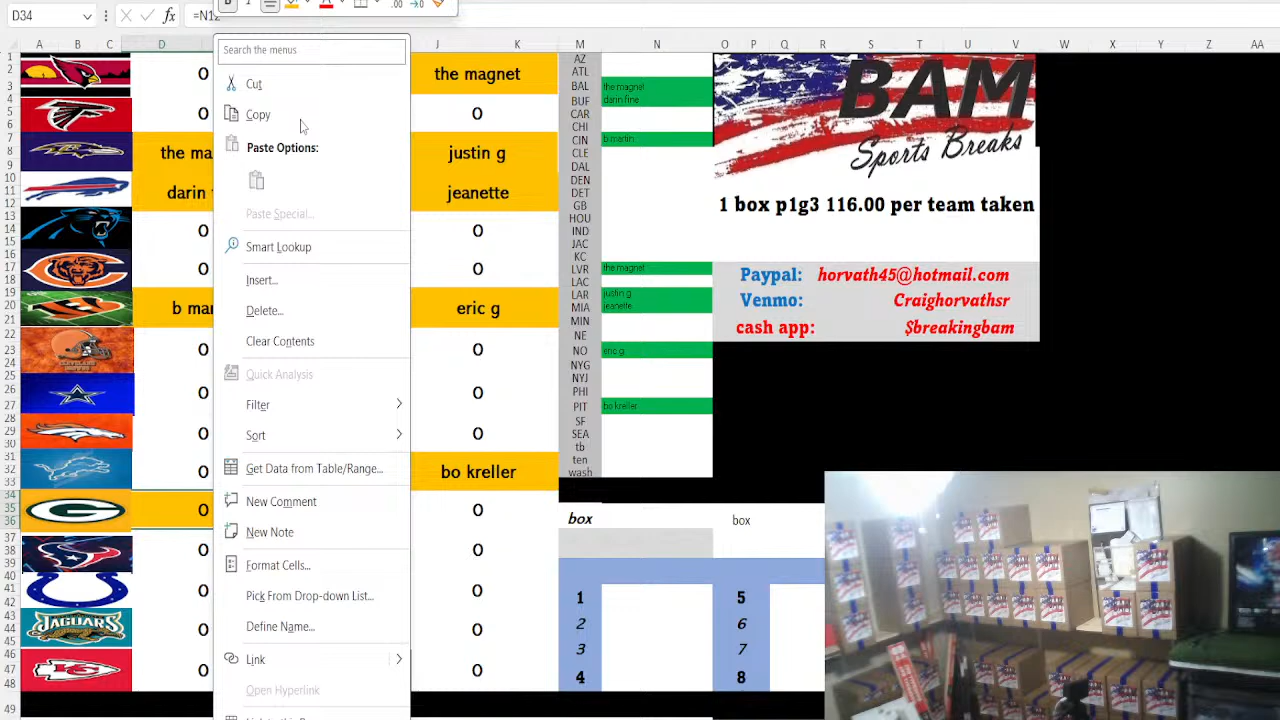 D34
fx
=N12
A B C D J K M N O P Q R S T U V W X Y Z AA
Search the menus
Cut
Copy
Paste Options:
Paste Special...
Smart Lookup
Insert...
Delete...
Clear Contents
Quick Analysis
Filter
Sort
Get Data from Table/Range...
New Comment
New Note
Format Cells...
Pick From Drop-down List...
Define Name...
Link
Open Hyperlink
0
0
the ma
darin
0
0
b mar
0
0
0
0
0
0
0
0
0
JAGUARS
the magnet
0
justin g
jeanette
0
0
eric g
0
0
0
bo kreller
0
0
0
0
0
AZ
ATL
BAL the magnet
BUF darin fine
CAR
CHI
CIN b martin
CLE
DAL
DEN
DET
GB
HOU
IND
JAC
KC
LVR the magnet
LAC
LAR justin g
MIA jeanette
MIN
NE
NO eric g
NYG
NYJ
PHI
PIT bo kreller
SF
SEA
tb
ten
wash
BAM
Sports Breaks
1 box p1g3 116.00 per team taken
Paypal: horvath45@hotmail.com
Venmo: Craighorvathsr
cash app: $breakingbam
box box
1 5
2 6
3 7
4 8